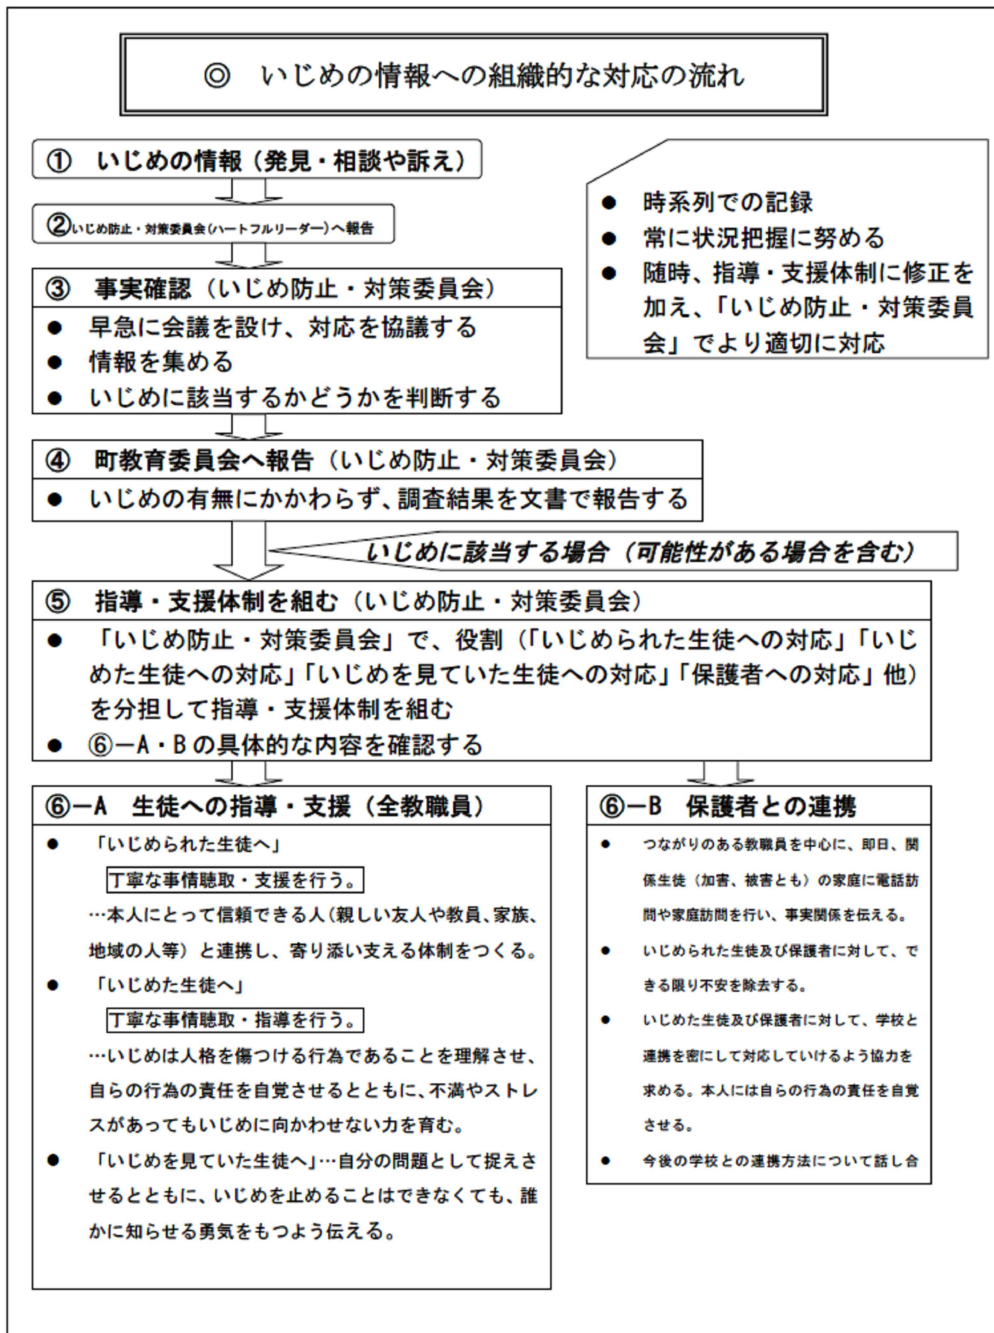 ◎ いじめの情報への組織的な対応の流れ
① いじめの情報（発見・相談や訴え）
②いじめ防止・対策委員会(ハートフルリーダー)へ報告
③ 事実確認（いじめ防止・対策委員会）
● 早急に会議を設け、対応を協議する
● 情報を集める
● いじめに該当するかどうかを判断する
● 時系列での記録
● 常に状況把握に努める
● 随時、指導・支援体制に修正を
加え、「いじめ防止・対策委員
会」でより適切に対応
④ 町教育委員会へ報告（いじめ防止・対策委員会）
● いじめの有無にかかわらず、調査結果を文書で報告する
いじめに該当する場合（可能性がある場合を含む）
⑤ 指導・支援体制を組む（いじめ防止・対策委員会）
● 「いじめ防止・対策委員会」で、役割（「いじめられた生徒への対応」「いじ
めた生徒への対応」「いじめを見ていた生徒への対応」「保護者への対応」他）
を分担して指導・支援体制を組む
● ⑥－A・Bの具体的な内容を確認する
⑥－A 生徒への指導・支援（全教職員）
● 「いじめられた生徒へ」
丁寧な事情聴取・支援を行う。
…本人にとって信頼できる人（親しい友人や教員、家族、
地域の人等）と連携し、寄り添い支える体制をつくる。
● 「いじめた生徒へ」
丁寧な事情聴取・指導を行う。
…いじめは人格を傷つける行為であることを理解させ、
自らの行為の責任を自覚させるとともに、不満やストレ
スがあってもいじめに向かわせない力を育む。
● 「いじめを見ていた生徒へ」…自分の問題として捉えさ
せるとともに、いじめを止めることはできなくても、誰
かに知らせる勇気をもつよう伝える。
⑥－B 保護者との連携
● つながりのある教職員を中心に、即日、関
係生徒（加害、被害とも）の家庭に電話訪
問や家庭訪問を行い、事実関係を伝える。
● いじめられた生徒及び保護者に対して、で
きる限り不安を除去する。
● いじめた生徒及び保護者に対して、学校と
連携を密にして対応していけるよう協力を
求める。本人には自らの行為の責任を自覚
させる。
● 今後の学校との連携方法について話し合